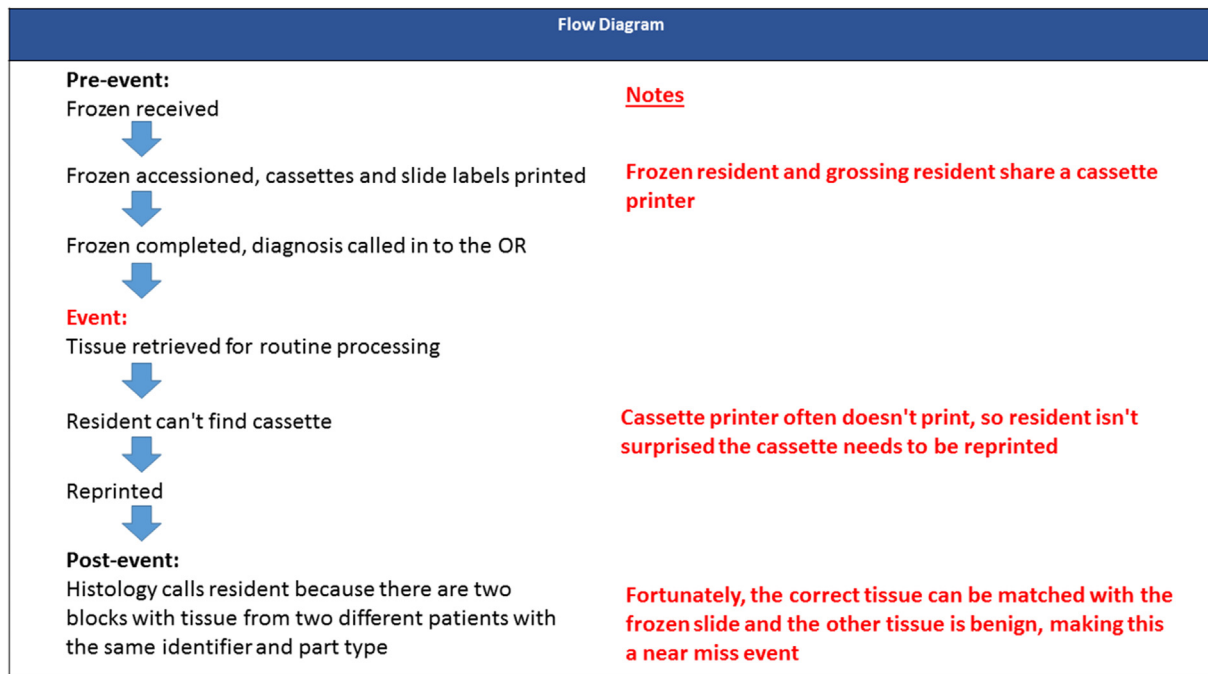 Flow Diagram
Pre-event:
Frozen received
Notes
Frozen accessioned, cassettes and slide labels printed
Frozen resident and grossing resident share a cassette
printer
Frozen completed, diagnosis called in to the OR
Event:
Tissue retrieved for routine processing
Resident can't find cassette
Cassette printer often doesn't print, so resident isn't
surprised the cassette needs to be reprinted
Reprinted
Post-event:
Histology calls resident because there are two
blocks with tissue from two different patients with
the same identifier and part type
Fortunately, the correct tissue can be matched with the
frozen slide and the other tissue is benign, making this
a near miss event